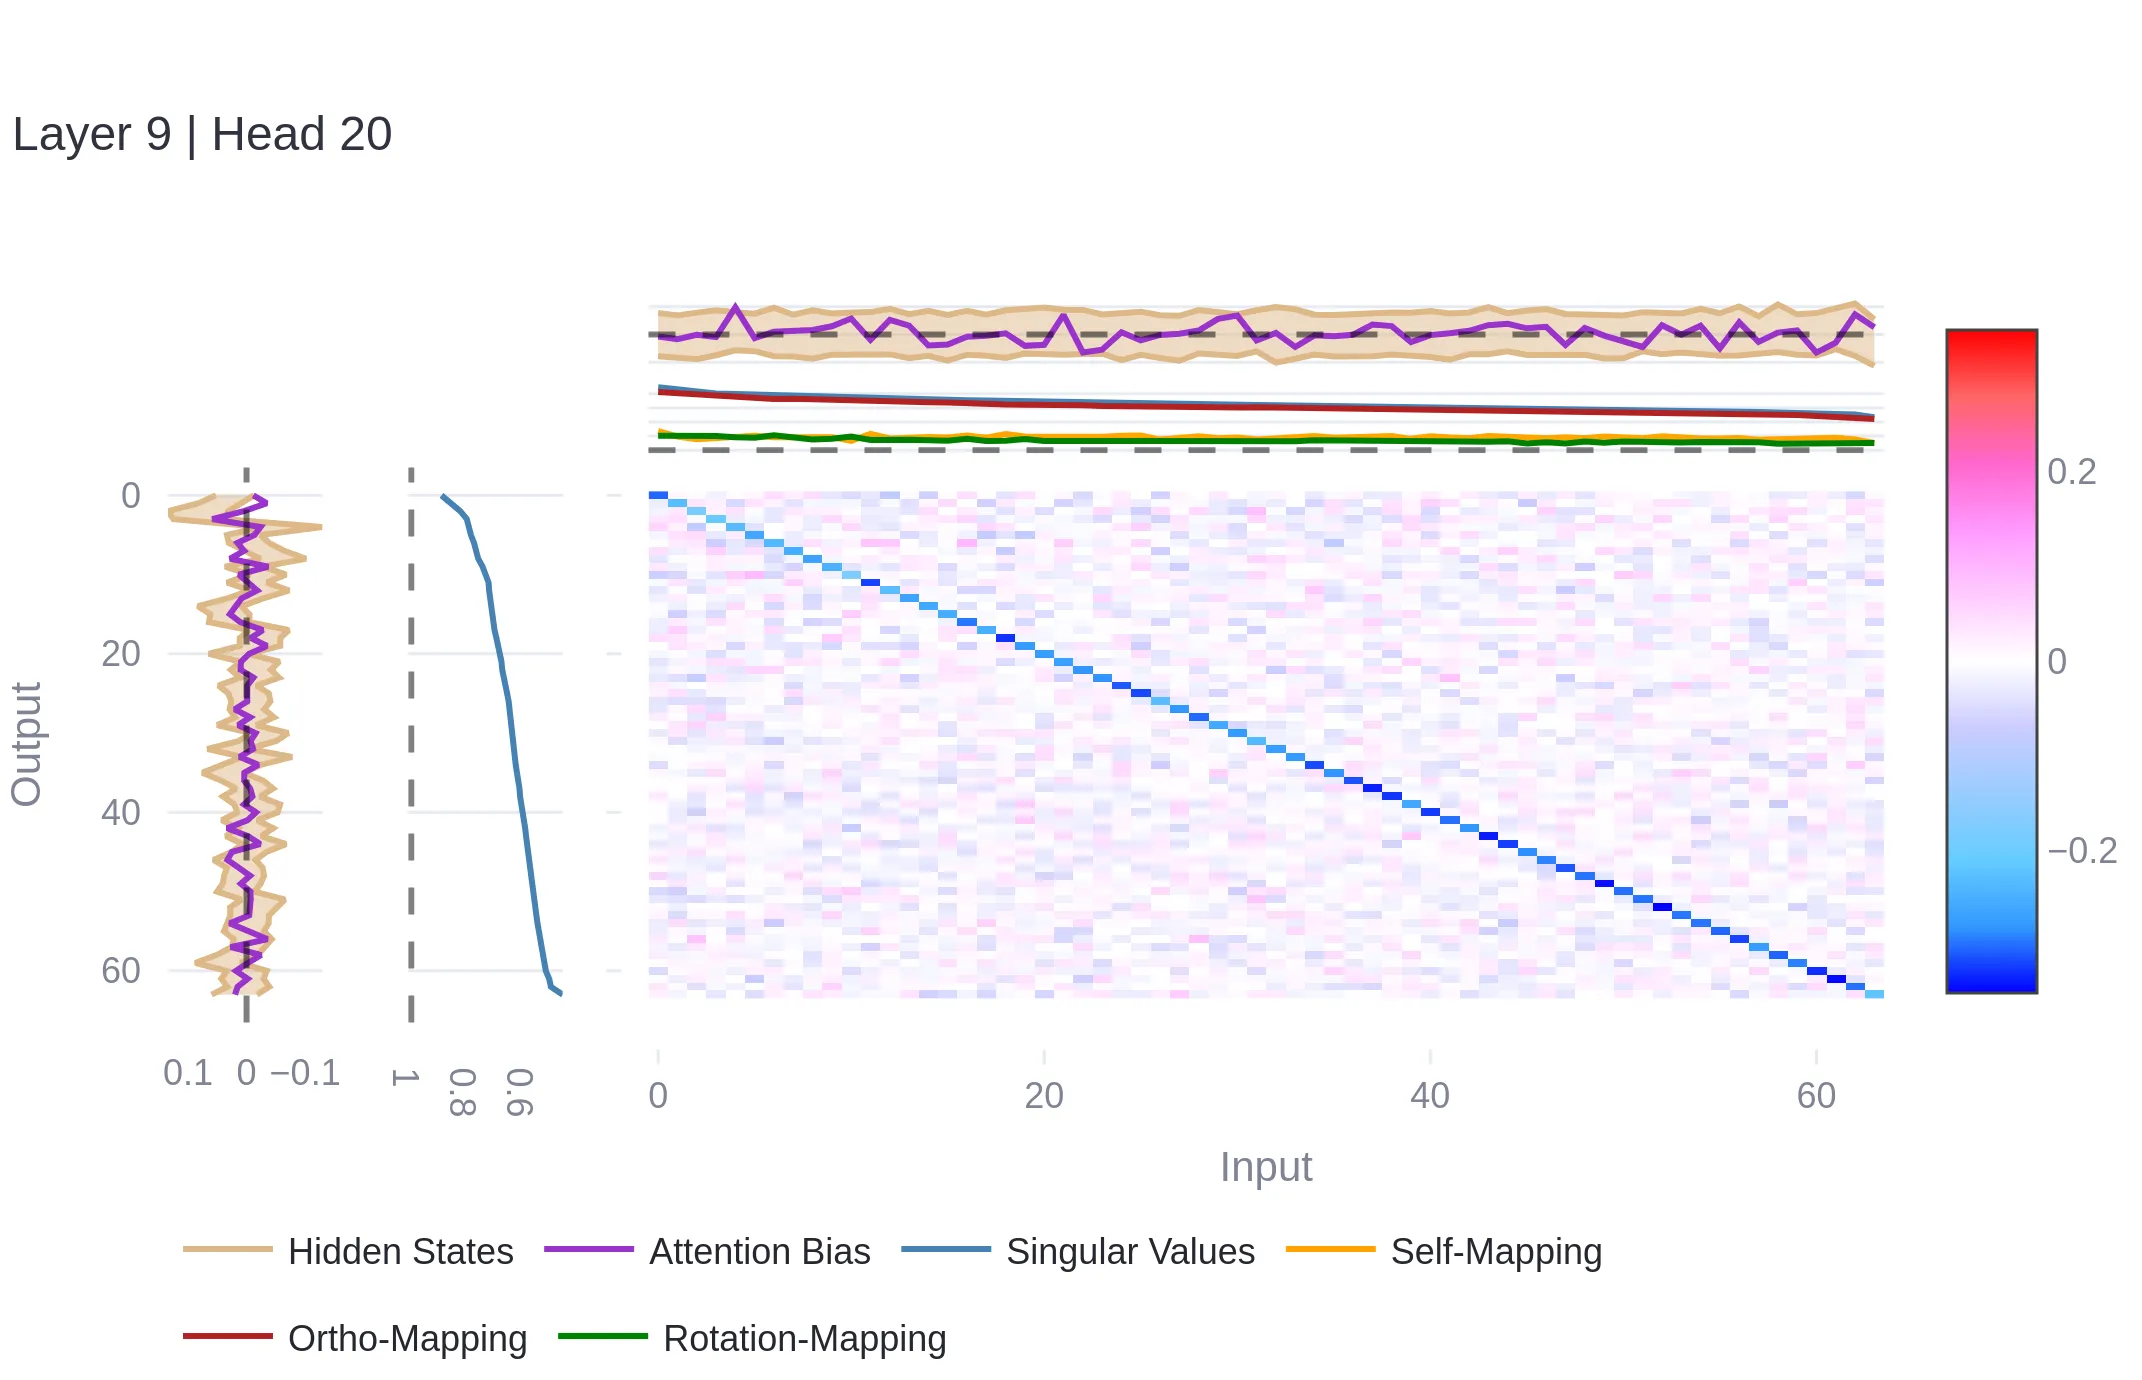 Layer 9 | Head 20
0
20
40
60
Output
0.1 0 −0.1
1
0.8
0.6
0 20 40 60
Input
0.2
0
−0.2
Hidden States Attention Bias Singular Values Self-Mapping
Ortho-Mapping Rotation-Mapping